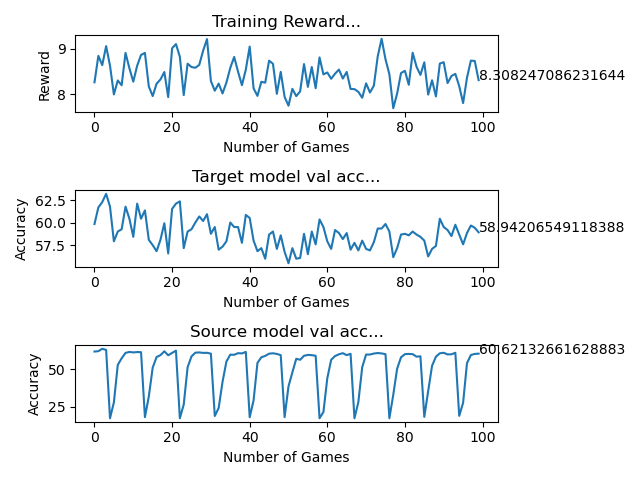 Training Reward...
Reward
9
8
8.308247086231644
0 20 40 60 80 100
Number of Games
Target model val acc...
Accuracy
62.5
60.0
57.5
58.94206549118388
0 20 40 60 80 100
Number of Games
Source model val acc...
Accuracy
50
25
60.62132661628883
0 20 40 60 80 100
Number of Games